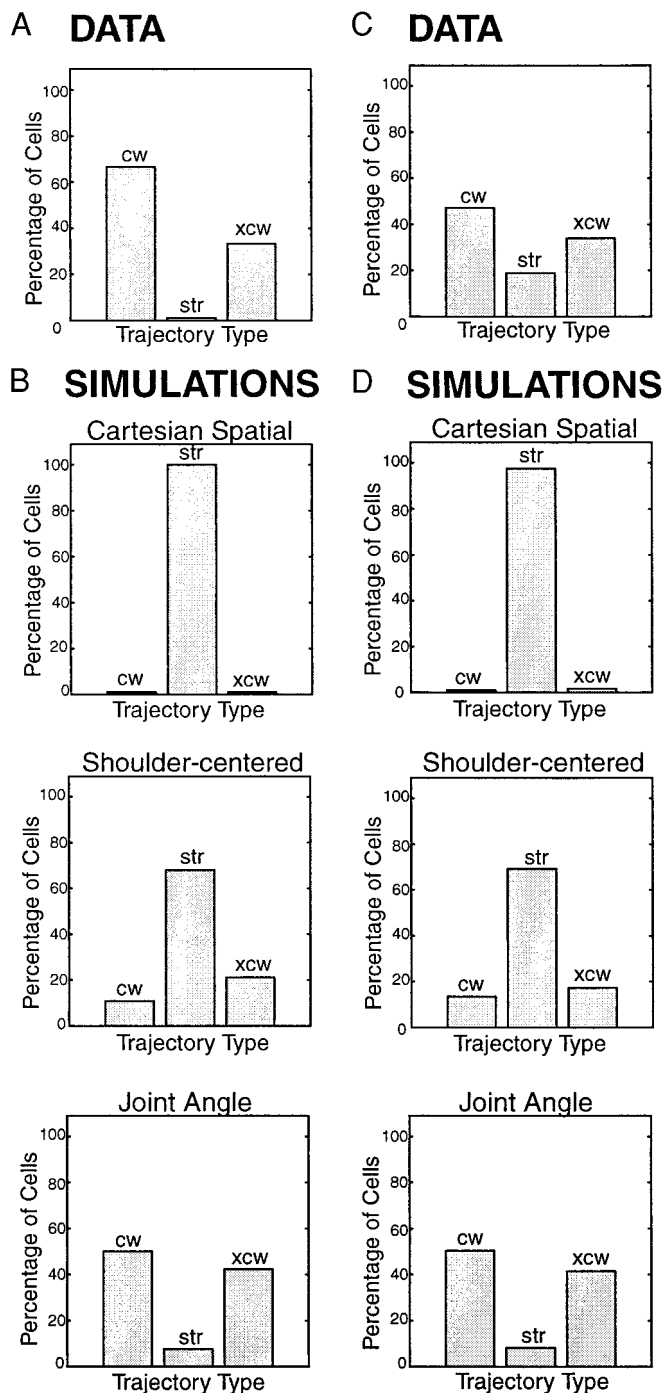 A DATA
100
80
60
40
20
0
Percentage of Cells
cw
str
xcw
Trajectory Type
B SIMULATIONS
Cartesian Spatial
100
80
60
40
20
0
Percentage of Cells
cw
str
xcw
Trajectory Type
Shoulder-centered
100
80
60
40
20
0
Percentage of Cells
cw
str
xcw
Trajectory Type
Joint Angle
100
80
60
40
20
0
Percentage of Cells
cw
str
xcw
Trajectory Type
C DATA
100
80
60
40
20
0
Percentage of Cells
cw
str
xcw
Trajectory Type
D SIMULATIONS
Cartesian Spatial
100
80
60
40
20
0
Percentage of Cells
cw
str
xcw
Trajectory Type
Shoulder-centered
100
80
60
40
20
0
Percentage of Cells
cw
str
xcw
Trajectory Type
Joint Angle
100
80
60
40
20
0
Percentage of Cells
cw
str
xcw
Trajectory Type